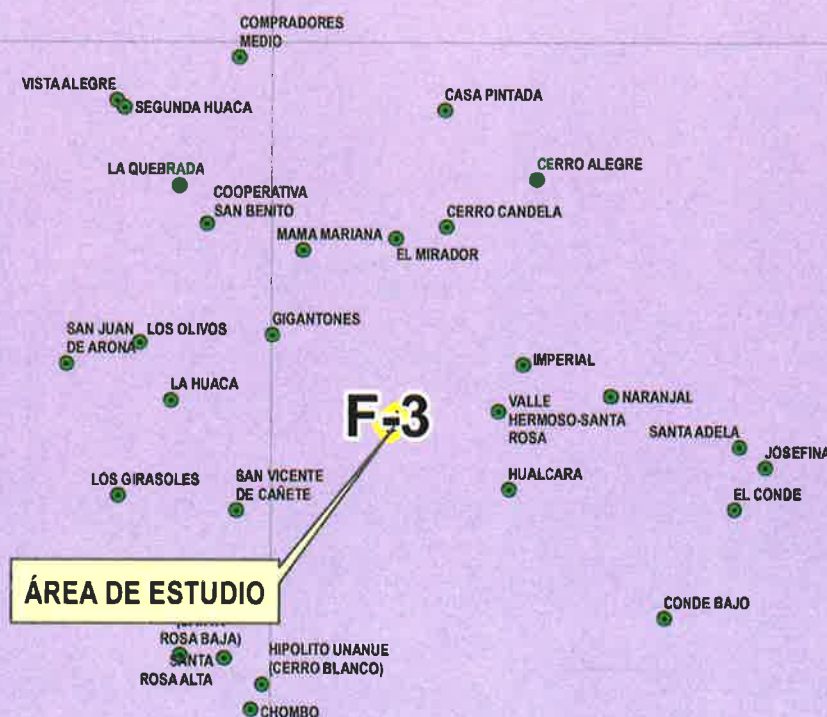 COMPRADORES
MEDIO
VISTA ALEGRE
SEGUNDA HUACA
CASA PINTADA
LA QUEBRADA
CERRO ALEGRE
COOPERATIVA
SAN BENITO
CERRO CANDELA
MAMA MARIANA
EL MIRADOR
GIGANTONES
SAN JUAN
DE ARONA
LOS OLIVOS
IMPERIAL
LA HUACA
F-3
VALLE
HERMOSO-SANTA
ROSA
NARANJAL
SANTA ADELA
JOSEFINA
LOS GIRASOLES
SAN VICENTE
DE CAÑETE
HUALCARA
EL CONDE
ÁREA DE ESTUDIO
CONDE BAJO
ROSA BAJA)
SANTA
ROSA ALTA
HIPOLITO UNANUE
(CERRO BLANCO)
CHOMBO